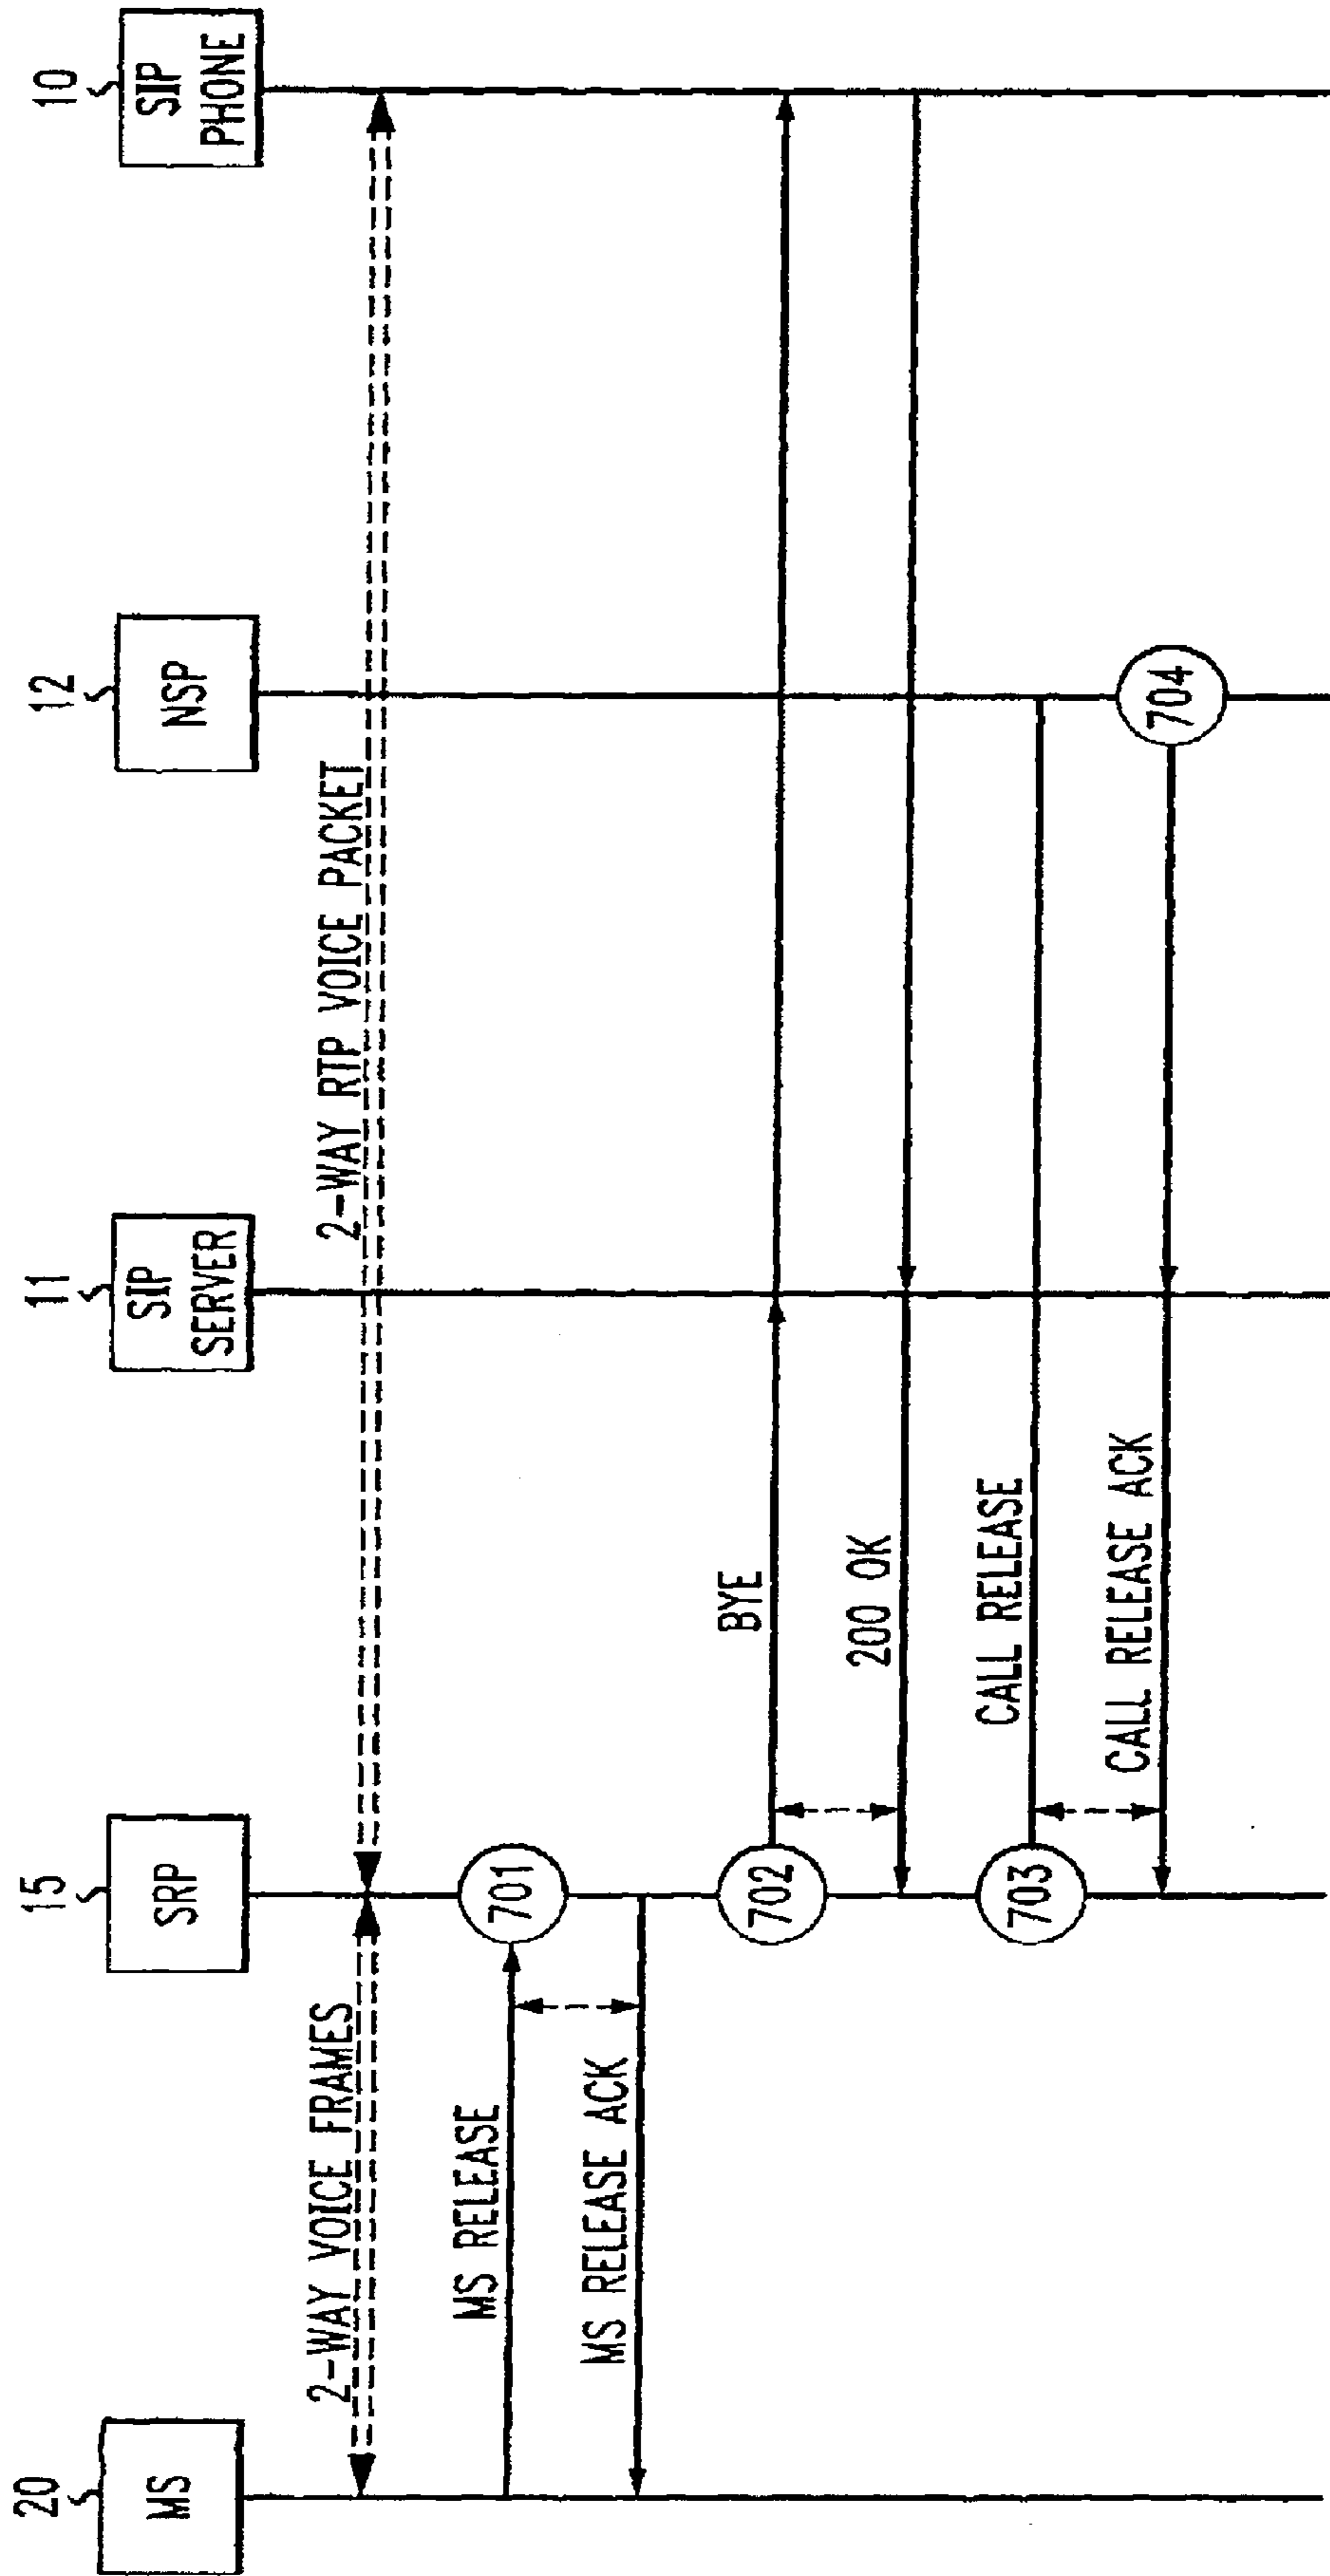 20
15
11
12
10
MS
SRP
SIP
SERVER
NSP
SIP
PHONE
2-WAY VOICE FRAMES
2-WAY RTP VOICE PACKET
MS RELEASE
701
MS RELEASE ACK
702
BYE
200 OK
703
CALL RELEASE
CALL RELEASE ACK
704